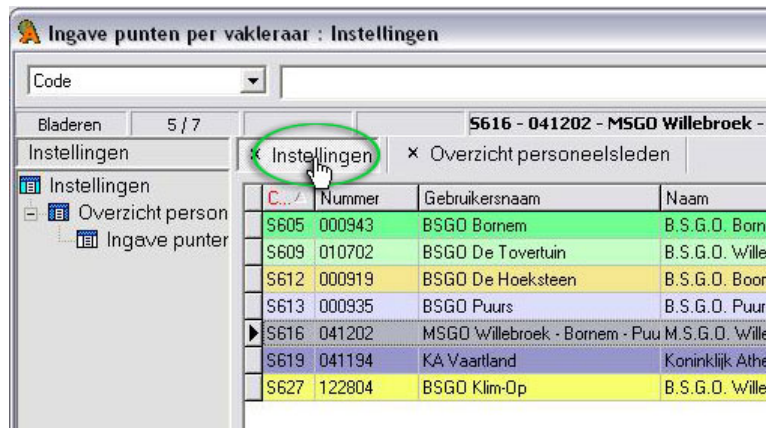 Ingave punten per vakleraar : Instellingen
Code
Bladeren 5 / 7 S616 - 041202 - MSGO Willebroek -
Instellingen × Instellingen × Overzicht personeelsleden
Instellingen
Overzicht person
Ingave punter
C... Nummer Gebruikersnaam Naam
S605 000943 BSGO Bornem B.S.G.O. Born
S609 010702 BSGO De Tovertuin B.S.G.O. Wille
S612 000919 BSGO De Hoeksteen B.S.G.O. Boor
S613 000935 BSGO Puurs B.S.G.O. Puur
S616 041202 MSGO Willebroek - Bornem - Puu M.S.G.O. Wille
S619 041194 KA Vaartland Koninklijk Athe
S627 122804 BSGO Klim-Op B.S.G.O. Wille